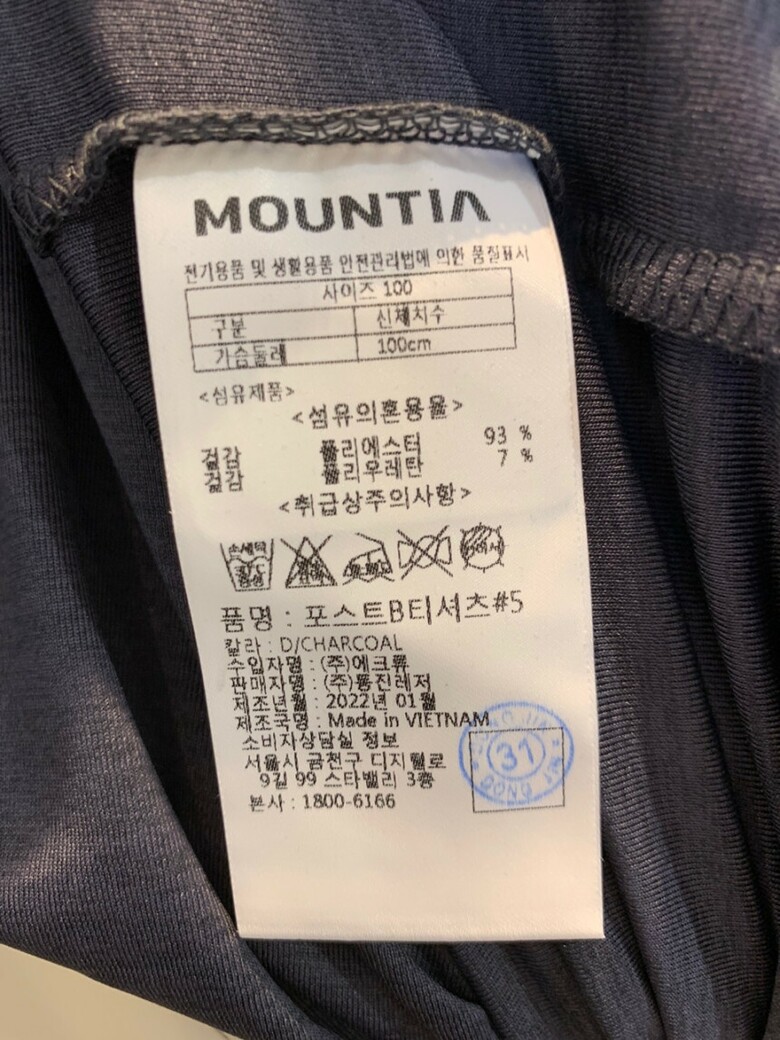 MOUNTIA
전기용품 및 생활용품 안전관리법에 의한 품질표시
사이즈 100
구분 신체치수
가슴둘레 100cm
<섬유제품>
<섬유의혼용율>
겉감 폴리에스터 93 %
겉감 폴리우레탄 7 %
<취급상주의사항>
품명 : 포스트B티셔츠#5
칼라 : D/CHARCOAL
수입자명 : (주)에크류
판매자명 : (주)동진레저
제조년월 : 2022년 01월
제조국명 : Made in VIETNAM
소비자상담실 정보
서울시 금천구 디지털로
9길 99 스타밸리 3층
본사 : 1800-6166
31